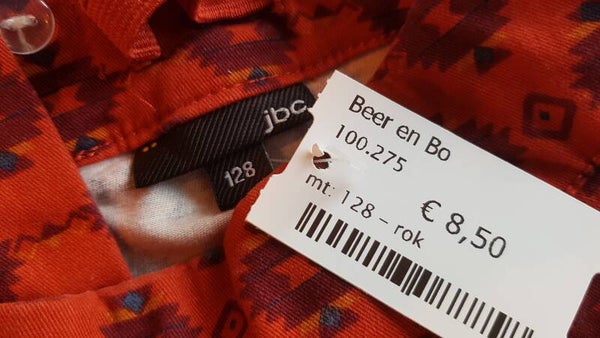 jbc
128
Beer en Bo
100.275
mt: 128 – rok
€ 8,50